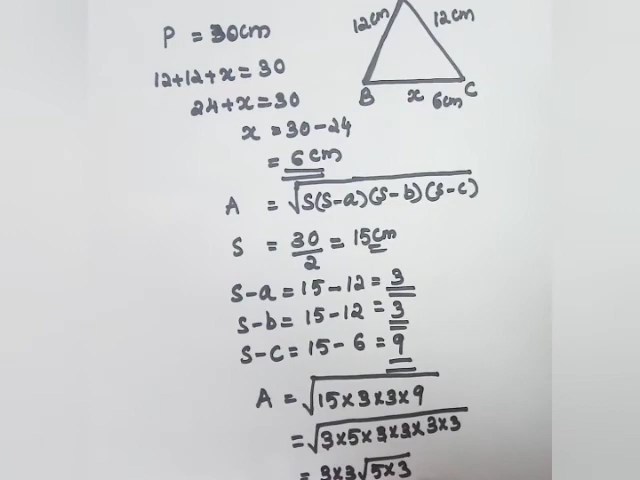 P = 30cm
12+12+x=30
24+x=30
x = 30-24
= 6cm
12cm
12cm
B
x
6cm
C
A = √S(S-a)(S-b)(S-c)
S = 30/2 = 15cm
S-a = 15-12 = 3
S-b = 15-12 = 3
S-C = 15-6 = 9
A = √15×3×3×9
= √3×5×3×3×3×3
= 3×3√5×3